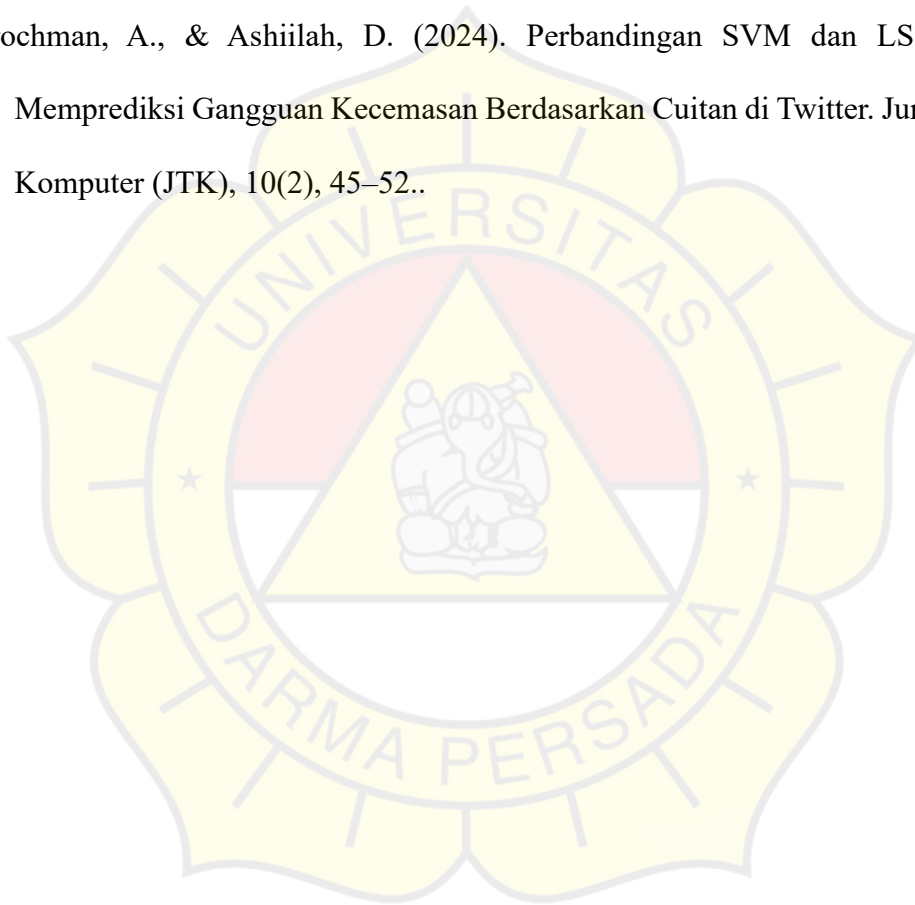 ochman, A., & Ashiilah, D. (2024). Perbandingan SVM dan LS
Memprediksi Gangguan Kecemasan Berdasarkan Cuitan di Twitter. Jur
Komputer (JTK), 10(2), 45–52..
UNIVERSITAS
DARMA PERSADA